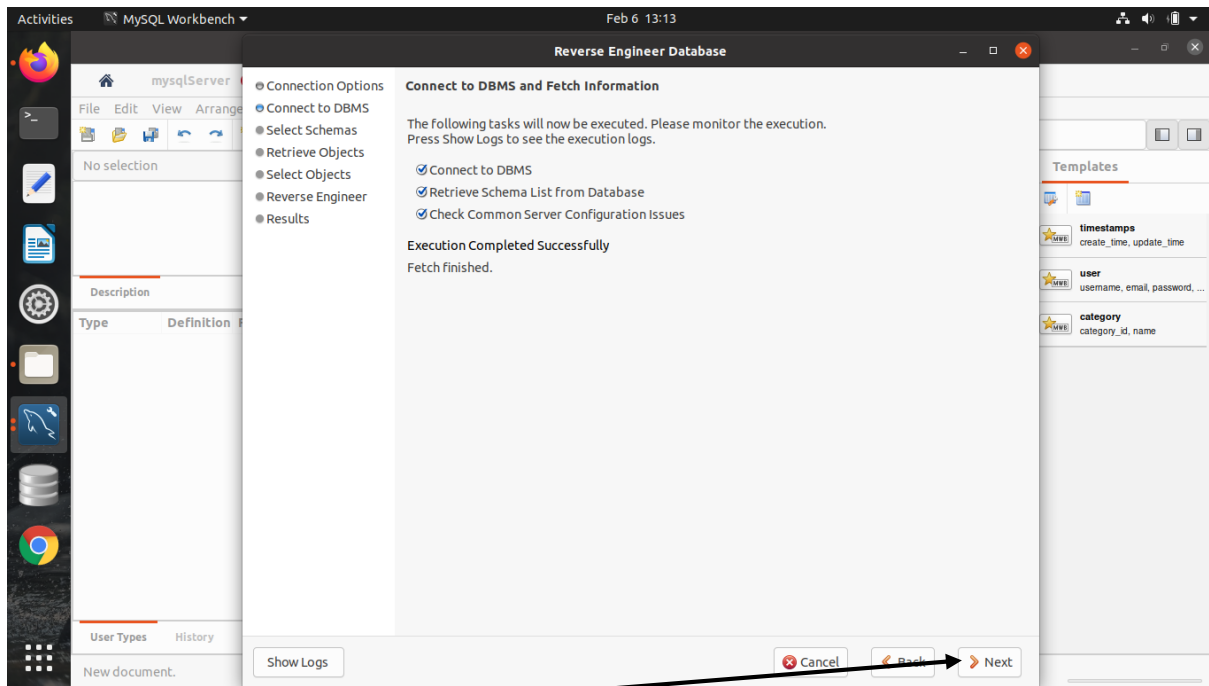 Activities
MySQL Workbench
Feb 6 13:13
Reverse Engineer Database
mysqlServer
File Edit View Arrange
No selection
Description
Type Definition
User Types History
New document.
Connection Options
Connect to DBMS
Select Schemas
Retrieve Objects
Select Objects
Reverse Engineer
Results
Connect to DBMS and Fetch Information
The following tasks will now be executed. Please monitor the execution.
Press Show Logs to see the execution logs.
Connect to DBMS
Retrieve Schema List from Database
Check Common Server Configuration Issues
Execution Completed Successfully
Fetch finished.
Show Logs
Cancel
Back
Next
Templates
timestamps
create_time, update_time
user
username, email, password, ...
category
category_id, name